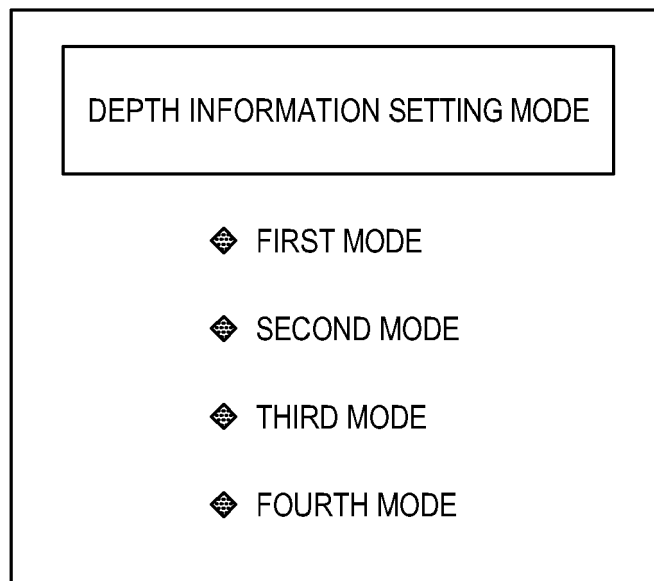 DEPTH INFORMATION SETTING MODE
FIRST MODE
SECOND MODE
THIRD MODE
FOURTH MODE